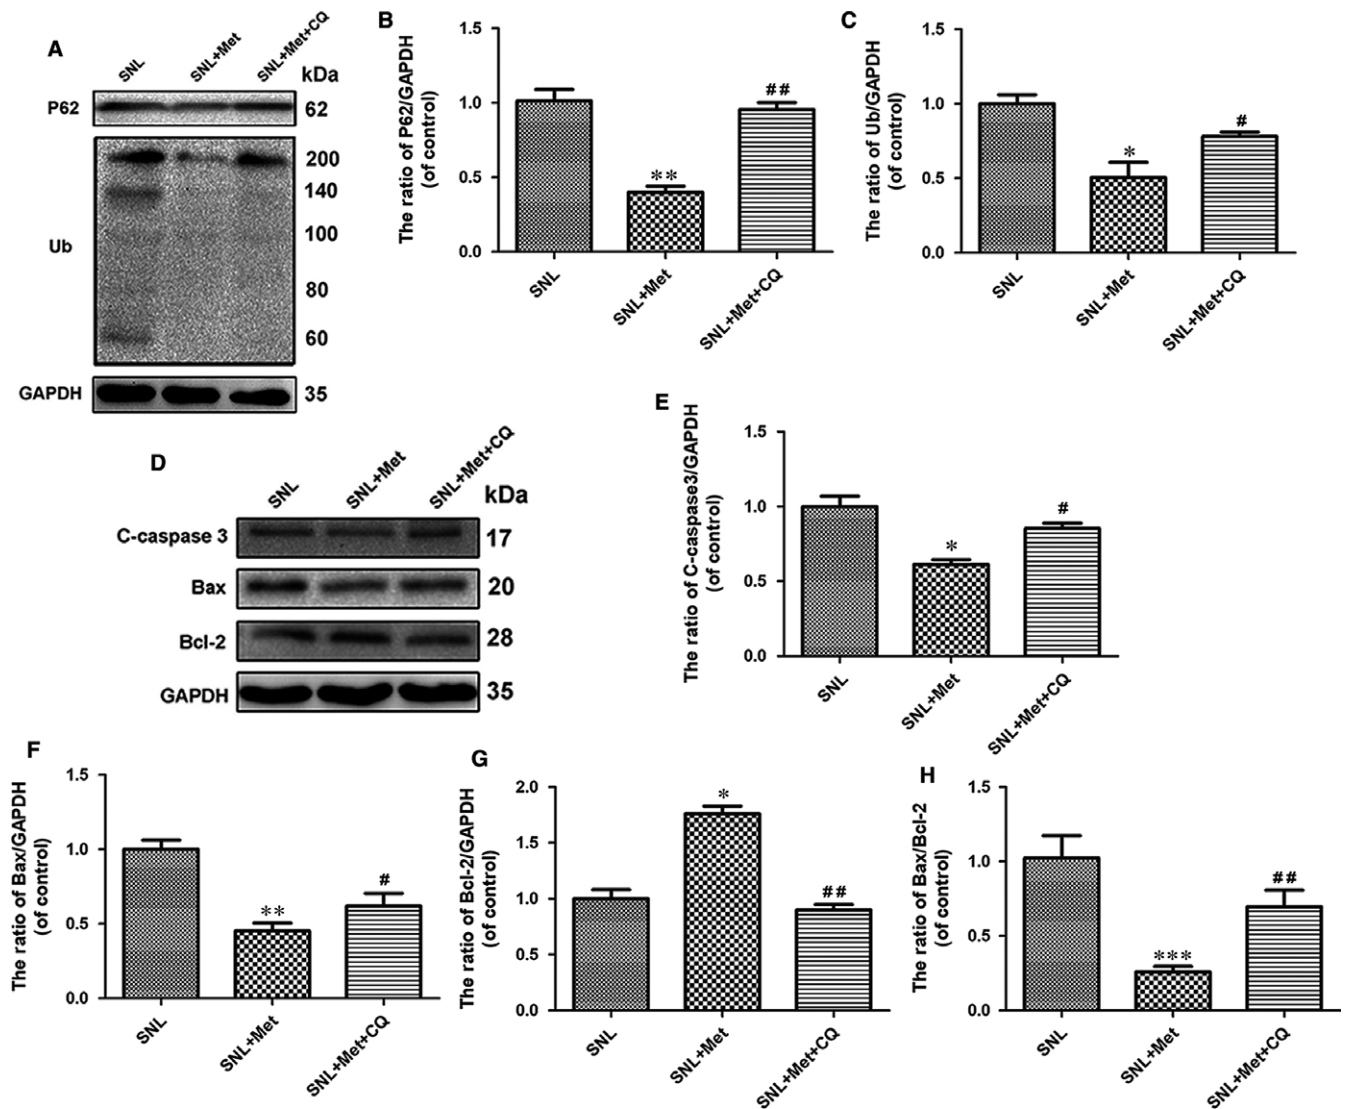 A
SNL
SNL+Met
SNL+Met+CQ
kDa
P62
62
Ub
200
140
100
80
60
GAPDH
35
B
The ratio of P62/GAPDH
(of control)
1.5
1.0
0.5
0.0
**
##
SNL
SNL+Met
SNL+Met+CQ
C
The ratio of Ub/GAPDH
(of control)
1.5
1.0
0.5
0.0
*
#
SNL
SNL+Met
SNL+Met+CQ
D
SNL
SNL+Met
SNL+Met+CQ
kDa
C-caspase 3
17
Bax
20
Bcl-2
28
GAPDH
35
E
The ratio of C-caspase3/GAPDH
(of control)
1.5
1.0
0.5
0.0
*
#
SNL
SNL+Met
SNL+Met+CQ
F
The ratio of Bax/GAPDH
(of control)
1.5
1.0
0.5
0.0
**
#
SNL
SNL+Met
SNL+Met+CQ
G
The ratio of Bcl-2/GAPDH
(of control)
2.0
1.5
1.0
0.5
0.0
*
##
SNL
SNL+Met
SNL+Met+CQ
H
The ratio of Bax/Bcl-2
(of control)
1.5
1.0
0.5
0.0
***
##
SNL
SNL+Met
SNL+Met+CQ